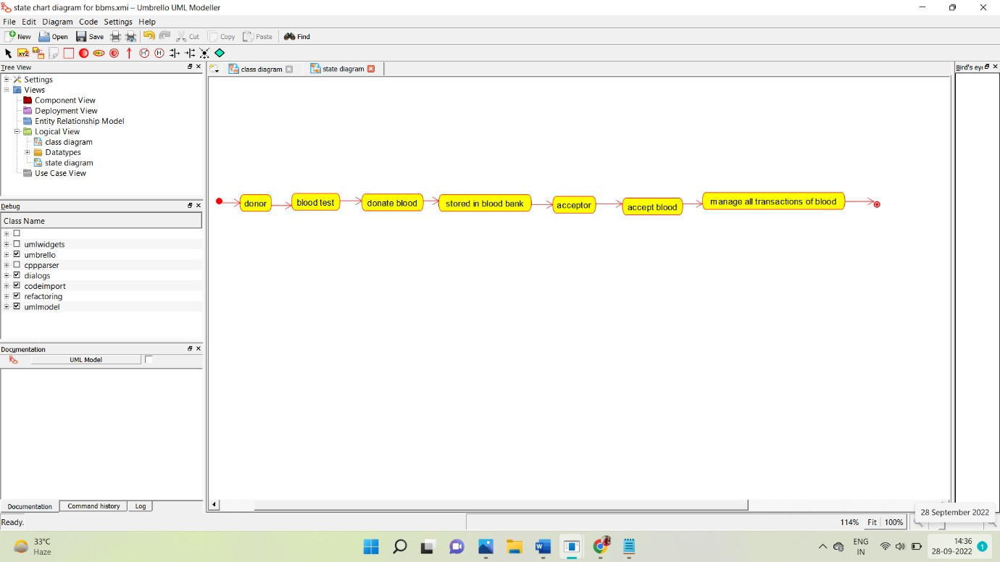 state chart diagram for bbms.xmi – Umbrello UML Modeller
File Edit Diagram Code Settings Help
New Open Save Cut Copy Paste Find
XYZ ABC H* H
Tree View
Settings
Views
Component View
Deployment View
Entity Relationship Model
Logical View
class diagram
Datatypes
state diagram
Use Case View
Debug
Class Name
umlwidgets
umbrello
cppparser
dialogs
codeimport
refactoring
umlmodel
Documentation
UML Model
Documentation Command history Log
Ready.
class diagram state diagram
donor blood test donate blood stored in blood bank acceptor accept blood manage all transactions of blood
Bird's eye
28 September 2022
114% Fit 100%
33°C
Haze
ENG
IN
14:36
28-09-2022
1